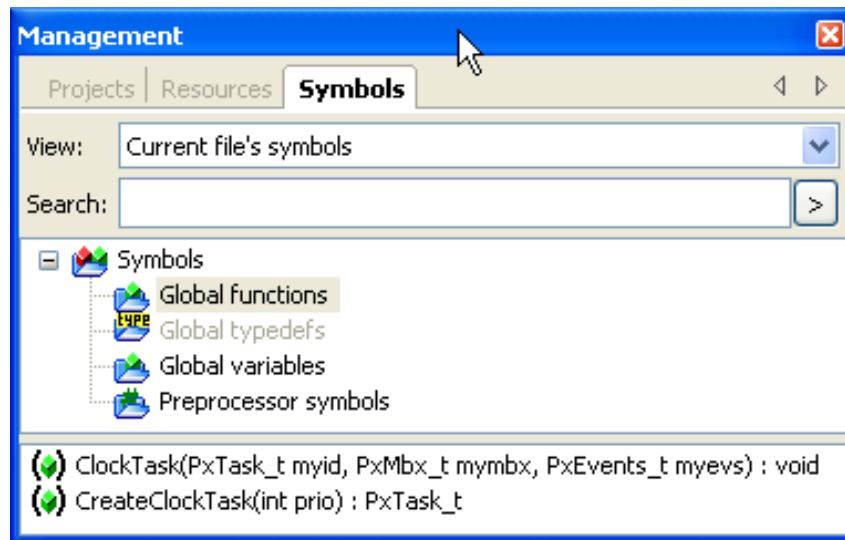 Management
Projects Resources Symbols
View: Current file's symbols
Search: >
Symbols
Global functions
type
Global typedefs
Global variables
Preprocessor symbols
ClockTask(PxTask_t myid, PxMbx_t mymbx, PxEvents_t myevs) : void
CreateClockTask(int prio) : PxTask_t